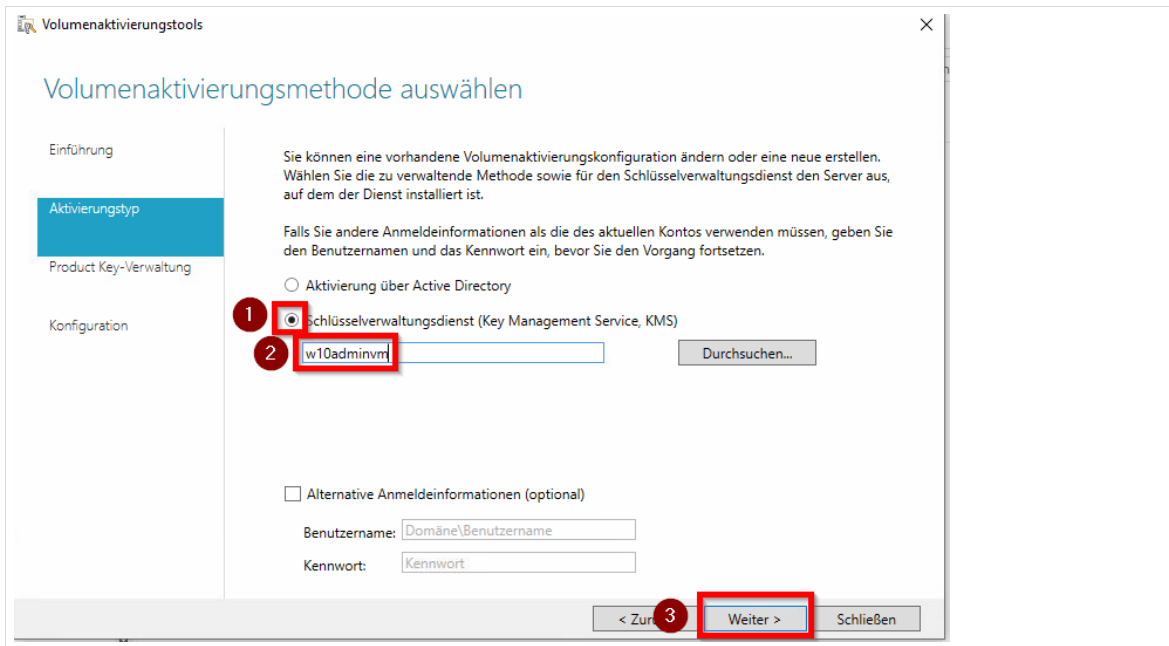 Volumenaktivierungstools
Volumenaktivierungsmethode auswählen
Einführung
Aktivierungstyp
Product Key-Verwaltung
Konfiguration
Sie können eine vorhandene Volumenaktivierungskonfiguration ändern oder eine neue erstellen.
Wählen Sie die zu verwaltende Methode sowie für den Schlüsselverwaltungsdienst den Server aus,
auf dem der Dienst installiert ist.
Falls Sie andere Anmeldeinformationen als die des aktuellen Kontos verwenden müssen, geben Sie
den Benutzernamen und das Kennwort ein, bevor Sie den Vorgang fortsetzen.
Aktivierung über Active Directory
1 Schlüsselverwaltungsdienst (Key Management Service, KMS)
2 w10adminvm Durchsuchen...
Alternative Anmeldeinformationen (optional)
Benutzername: Domäne\Benutzername
Kennwort: Kennwort
< Zur 3 Weiter > Schließen